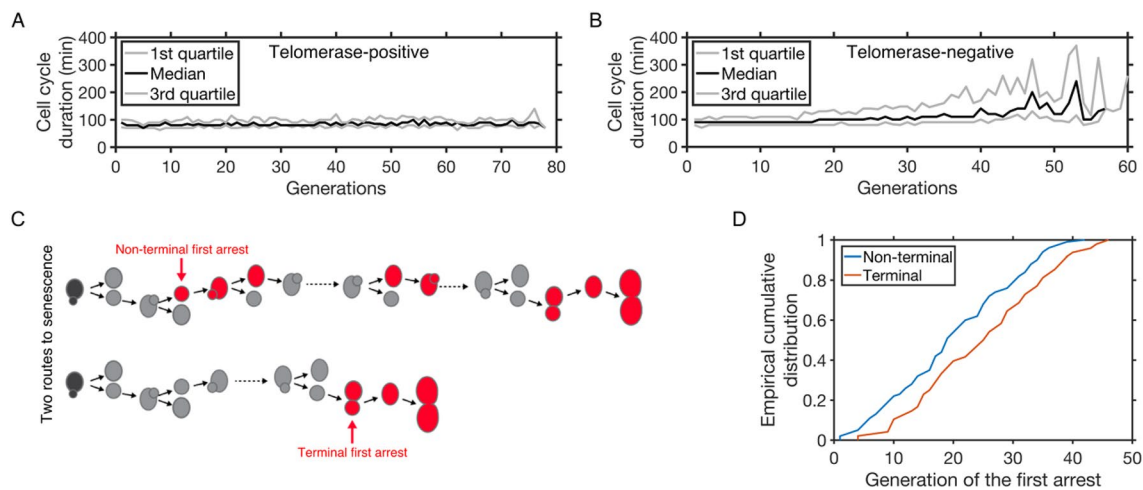 A
400
300
200
100
0
Cell cycle
duration (min)
1st quartile
Median
3rd quartile
Telomerase-positive
0 10 20 30 40 50 60 70 80
Generations
B
400
300
200
100
0
Cell cycle
duration (min)
1st quartile
Median
3rd quartile
Telomerase-negative
0 10 20 30 40 50 60
Generations
C
Two routes to senescence
Non-terminal first arrest
Terminal first arrest
D
1
0.8
0.6
0.4
0.2
0
Empirical cumulative
distribution
Non-terminal
Terminal
0 10 20 30 40 50
Generation of the first arrest